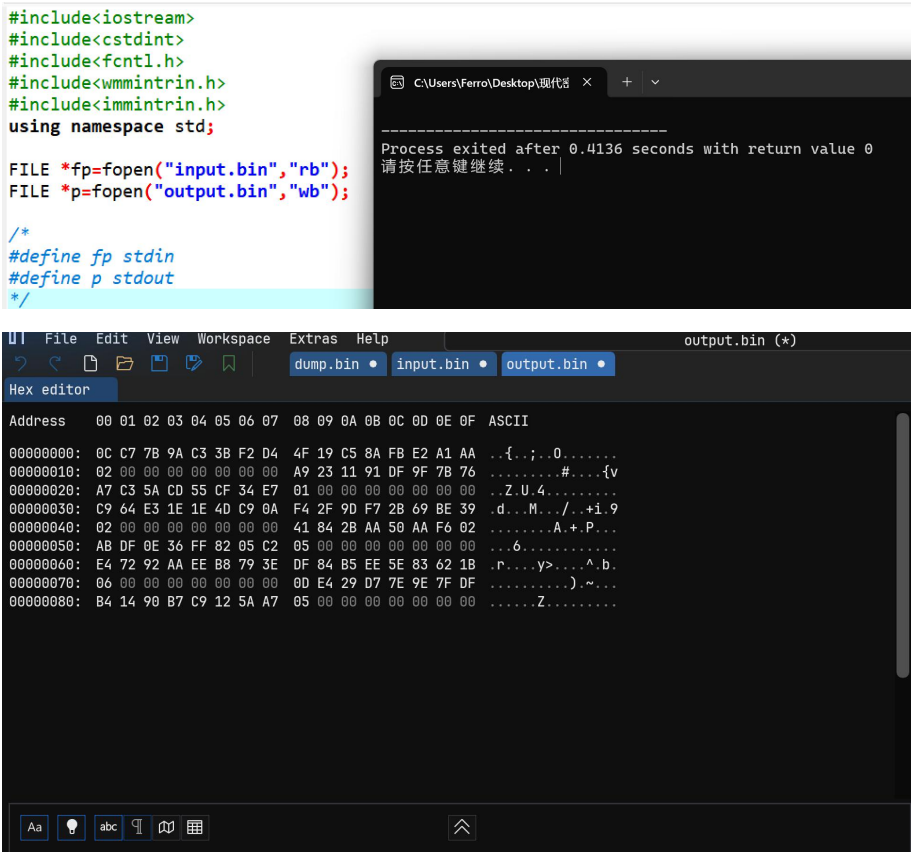 #include<iostream>
#include<cstdint>
#include<fcntl.h>
#include<wmmintrin.h>
#include<immintrin.h>
using namespace std;
FILE *fp=fopen("input.bin","rb");
FILE *p=fopen("output.bin","wb");
/*
#define fp stdin
#define p stdout
*/
C:\Users\Ferro\Desktop\现代密
--------------------------------
Process exited after 0.4136 seconds with return value 0
请按任意键继续. . .
File Edit View Workspace Extras Help output.bin (*)
dump.bin input.bin output.bin
Hex editor
Address 00 01 02 03 04 05 06 07 08 09 0A 0B 0C 0D 0E 0F ASCII
00000000: 0C C7 7B 9A C3 3B F2 D4 4F 19 C5 8A FB E2 A1 AA ..{..;..O.......
00000010: 02 00 00 00 00 00 00 00 A9 23 11 91 DF 9F 7B 76 .........#....{v
00000020: A7 C3 5A CD 55 CF 34 E7 01 00 00 00 00 00 00 00 ..Z.U.4.........
00000030: C9 64 E3 1E 1E 4D C9 0A F4 2F 9D F7 2B 69 BE 39 .d...M.../..+i.9
00000040: 02 00 00 00 00 00 00 00 41 84 2B AA 50 AA F6 02 ........A.+.P...
00000050: AB DF 0E 36 FF 82 05 C2 05 00 00 00 00 00 00 00 ...6............
00000060: E4 72 92 AA EE B8 79 3E DF 84 B5 EE 5E 83 62 1B .r....y>....^.b.
00000070: 06 00 00 00 00 00 00 00 0D E4 29 D7 7E 9E 7F DF ..........).~...
00000080: B4 14 90 B7 C9 12 5A A7 05 00 00 00 00 00 00 00 ......Z.........
Aa abc